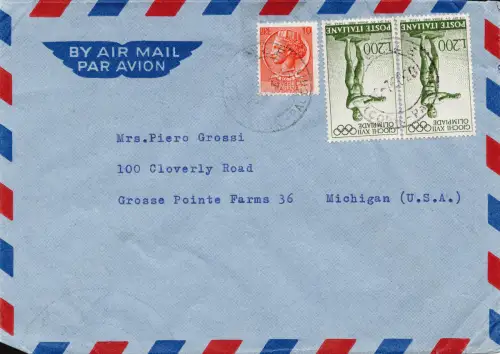 BY AIR MAIL
PAR AVION
POSTE ITALIANE
L.200
GIOCHI XVII
OLIMPIADE
POSTE ITALIANE
L.200
GIOCHI XVII
OLIMPIADE
Mrs.Piero Grossi
100 Cloverly Road
Grosse Pointe Farms 36 Michigan (U.S.A.)